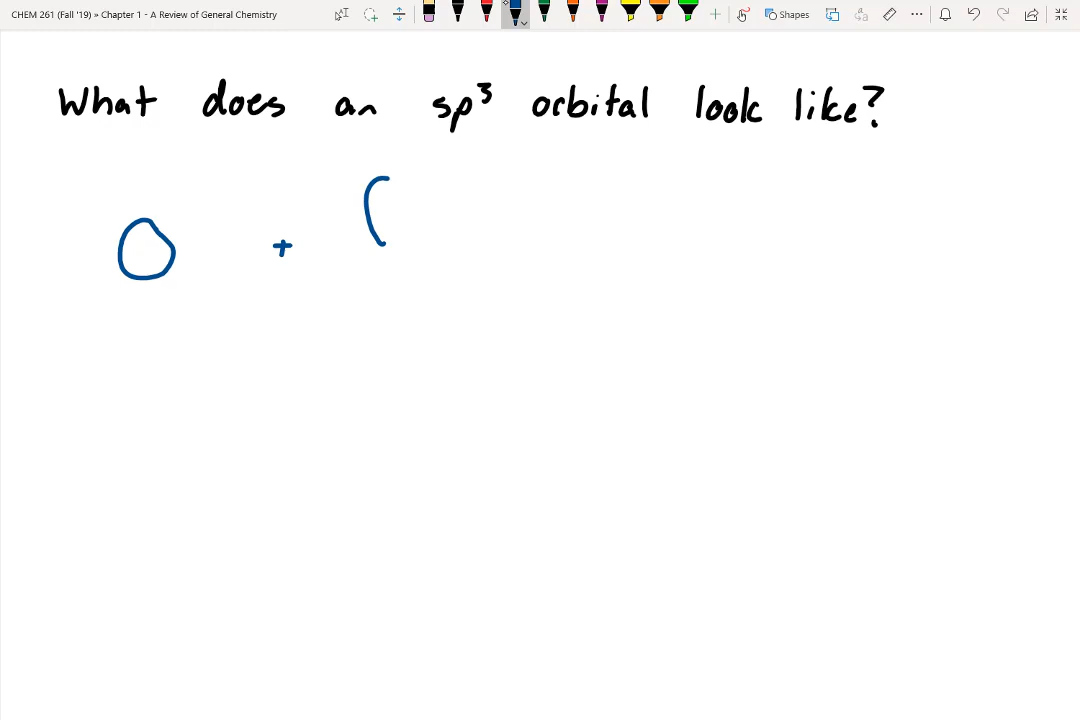 CHEM 261 (Fall '19) » Chapter 1 - A Review of General Chemistry
Shapes
What does an sp³ orbital look like?
+